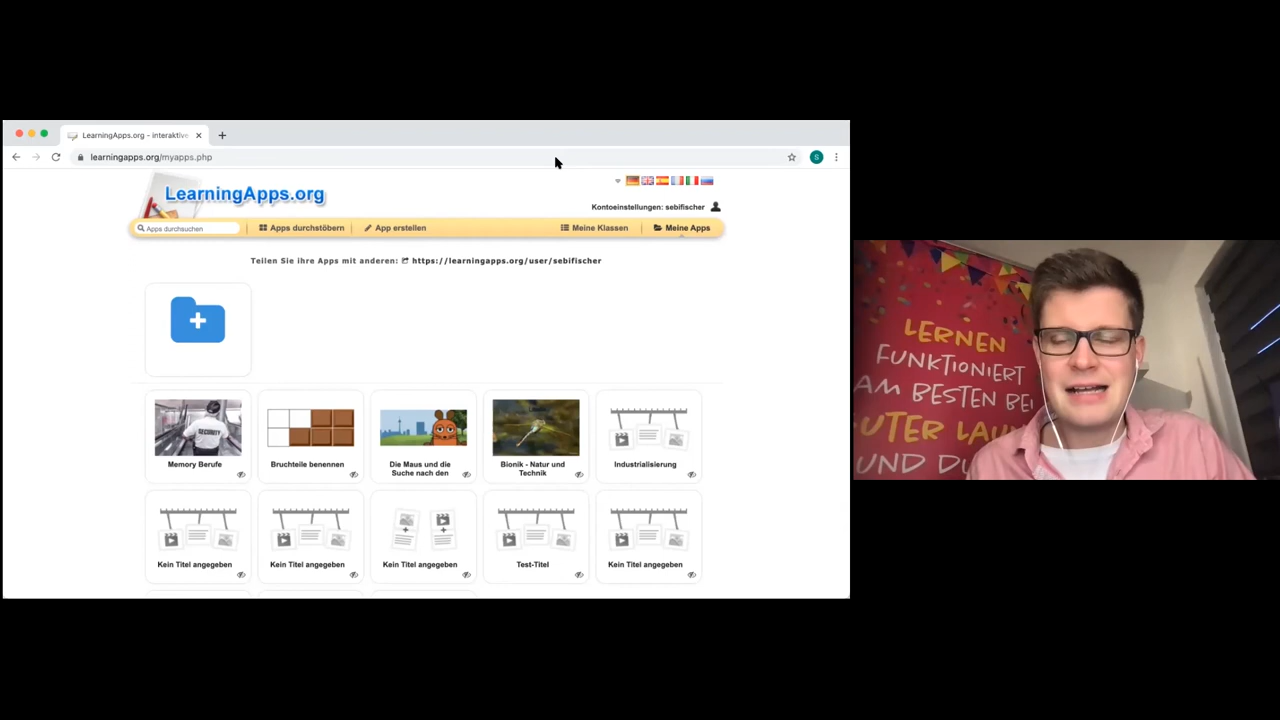 LearningApps.org - interaktive
learningapps.org/myapps.php
S
LearningApps.org
Kontoeinstellungen: sebifischer
Apps durchsuchen
Apps durchstöbern
App erstellen
Meine Klassen
Meine Apps
Teilen Sie ihre Apps mit anderen: https://learningapps.org/user/sebifischer
SECURITY
Memory Berufe
Bruchteile benennen
Die Maus und die
Suche nach den
Bionik - Natur und
Technik
Industrialisierung
Kein Titel angegeben
Kein Titel angegeben
Kein Titel angegeben
Test-Titel
Kein Titel angegeben
LERNEN
FUNKTIONIERT
AM BESTEN BEI
UTER LAU
UND DU